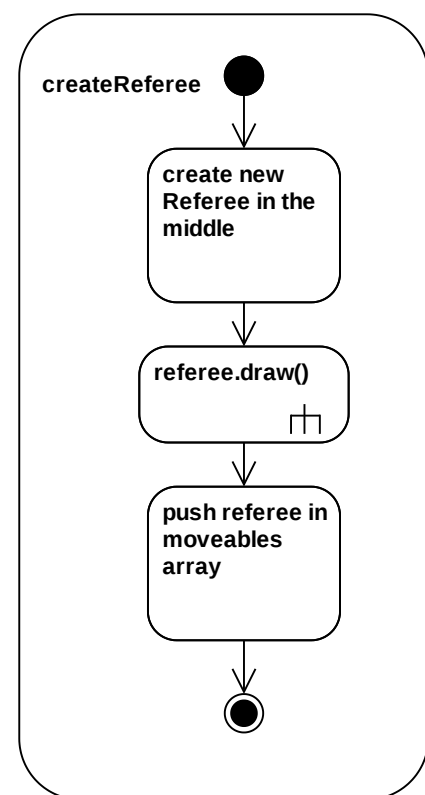 createReferee
create new
Referee in the
middle
referee.draw()
push referee in
moveables
array